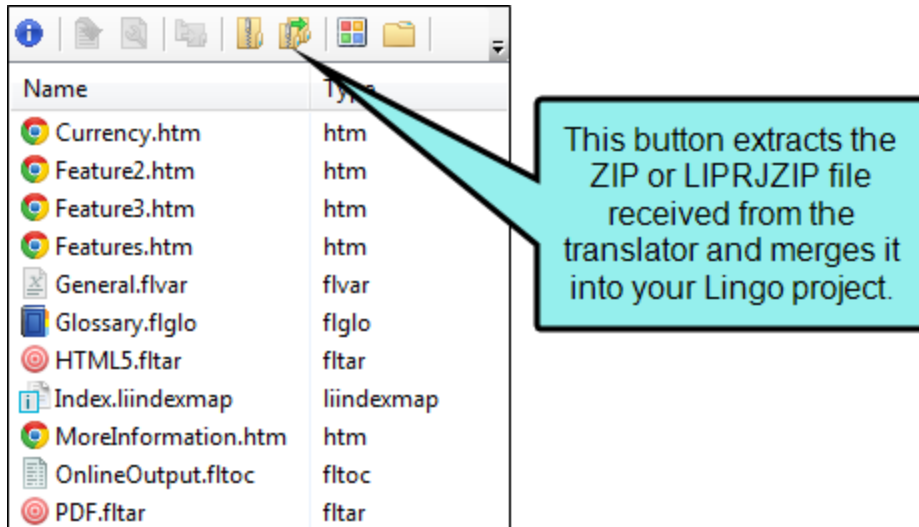 Name Type
Currency.htm htm
Feature2.htm htm
Feature3.htm htm
Features.htm htm
General.flvar flvar
Glossary.flglo flglo
HTML5.fltar fltar
Index.liindexmap liindexmap
MoreInformation.htm htm
OnlineOutput.fltoc fltoc
PDF.fltar fltar
This button extracts the
ZIP or LIPRJZIP file
received from the
translator and merges it
into your Lingo project.